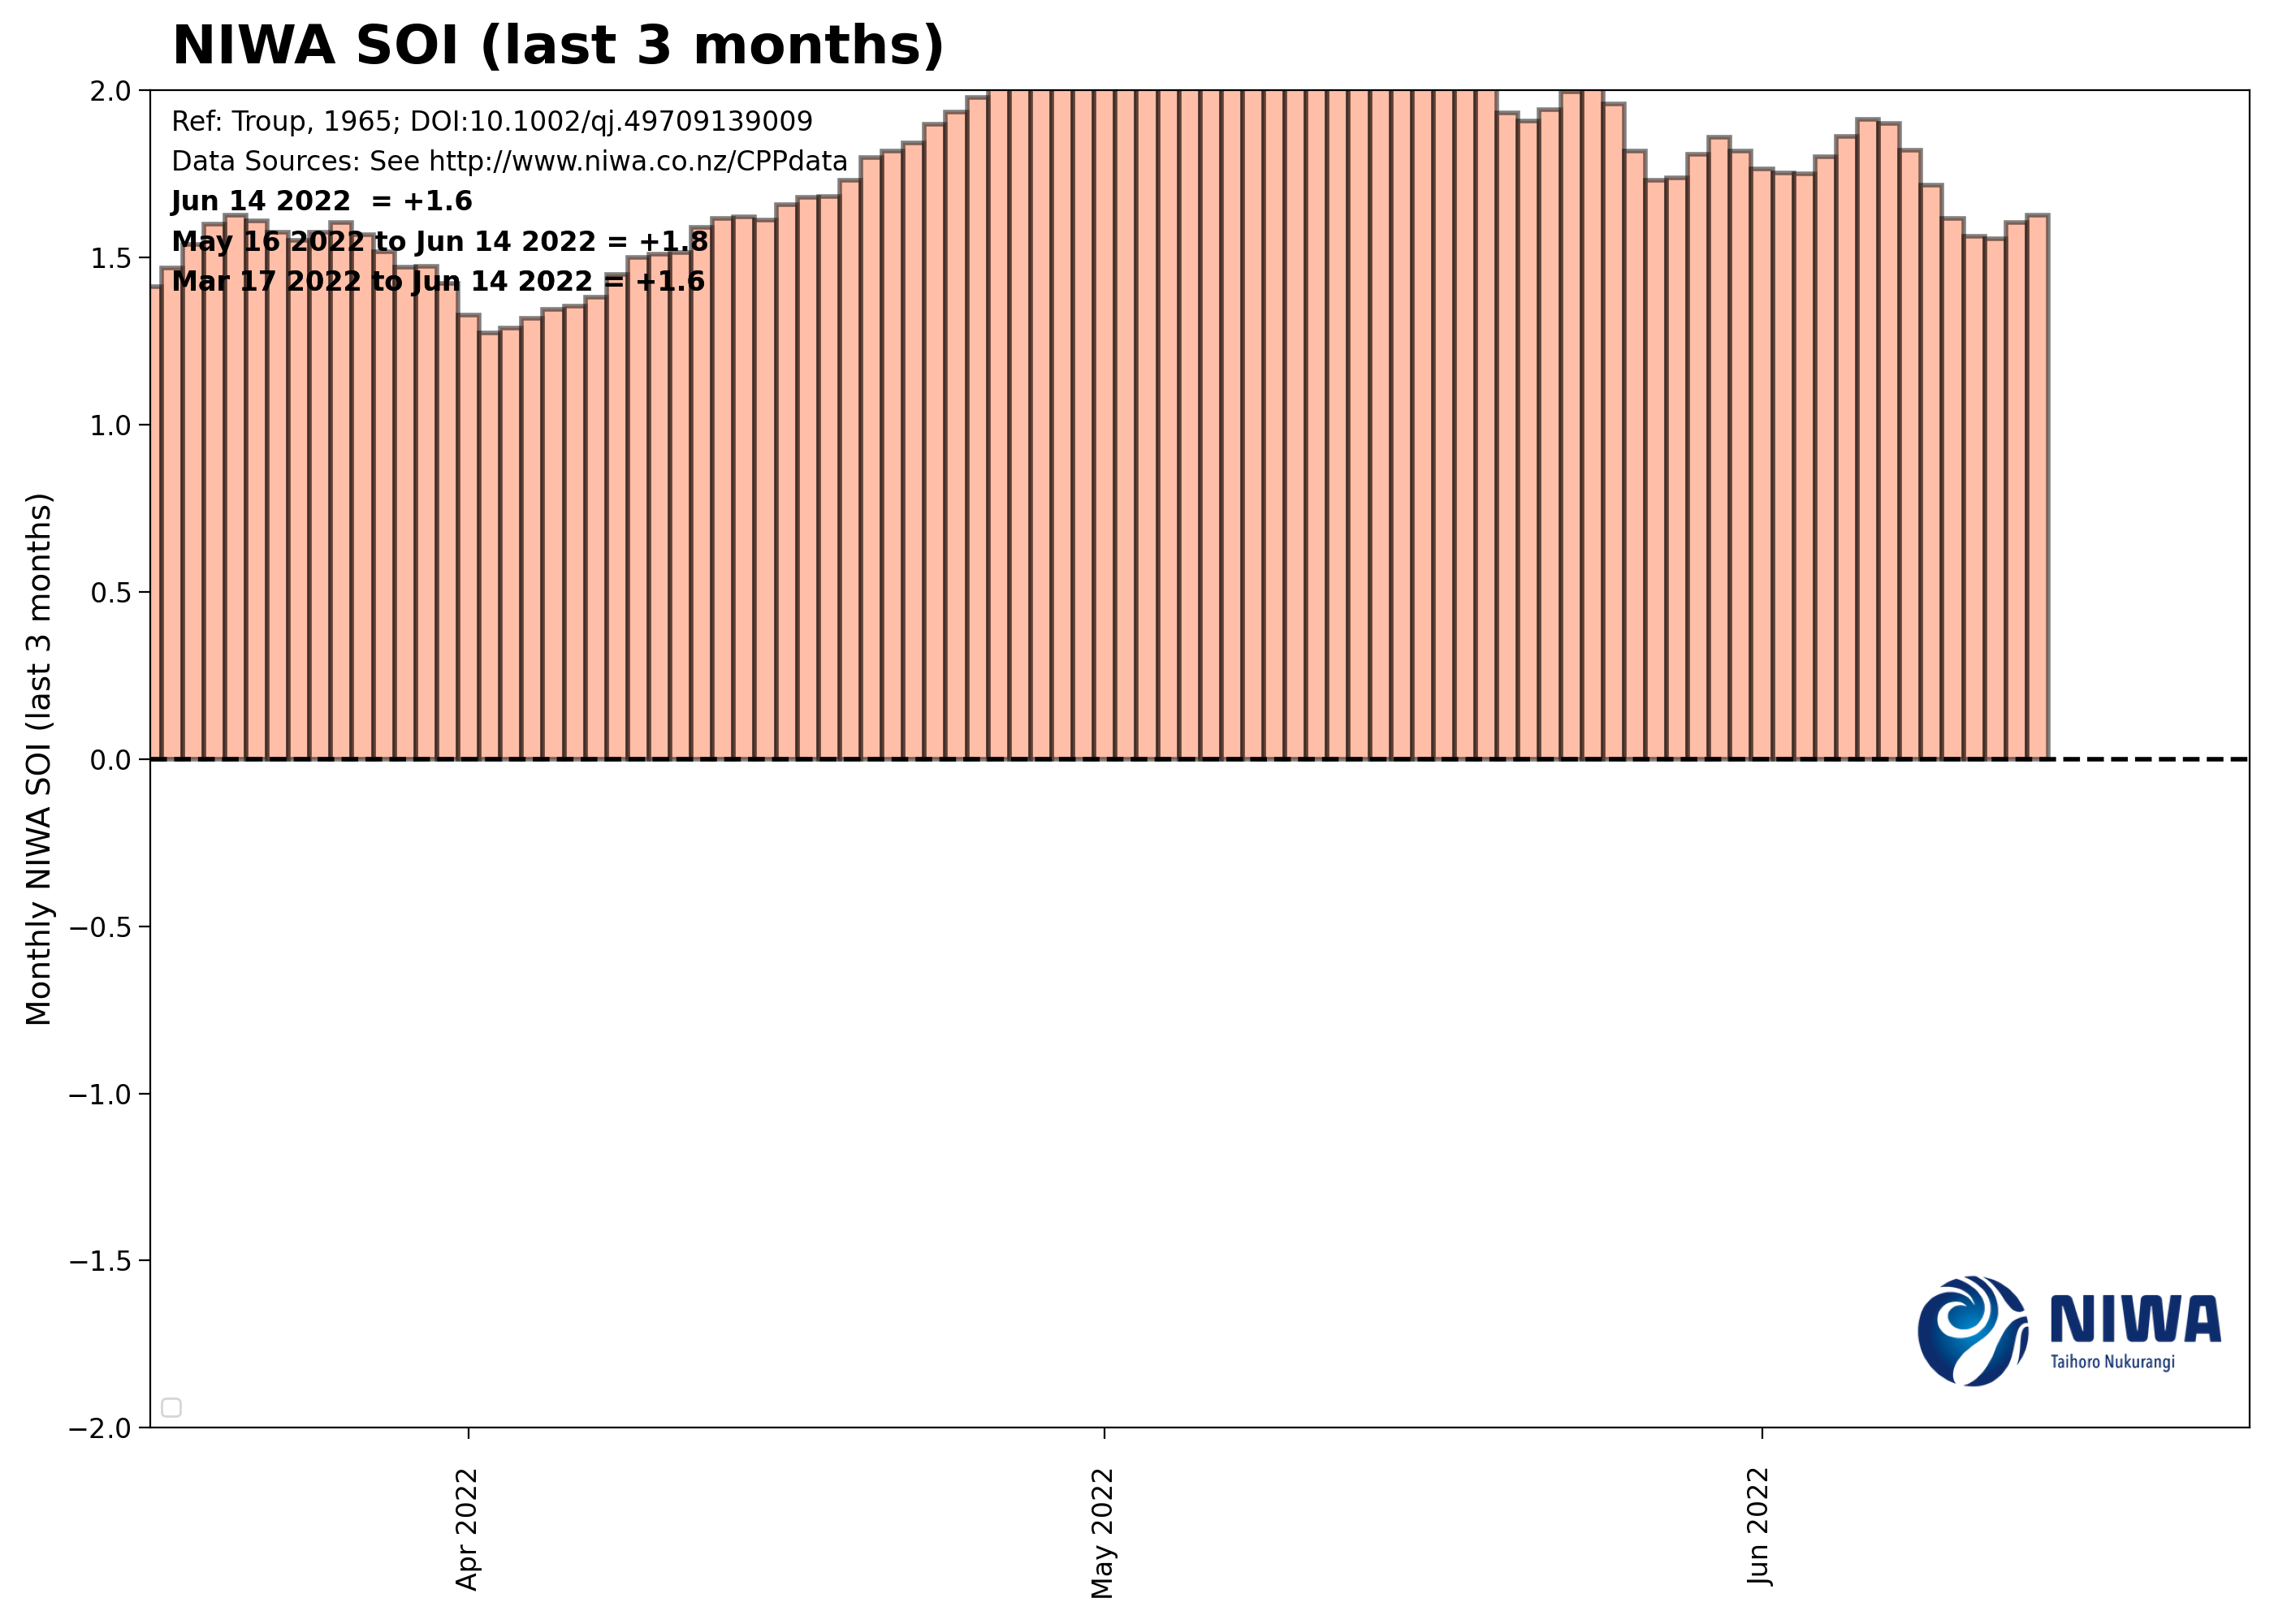 NIWA SOI (last 3 months)
Ref: Troup, 1965; DOI:10.1002/qj.49709139009
Data Sources: See http://www.niwa.co.nz/CPPdata
Jun 14 2022 = +1.6
May 16 2022 to Jun 14 2022 = +1.8
Mar 17 2022 to Jun 14 2022 = +1.6
Monthly NIWA SOI (last 3 months)
2.0
1.5
1.0
0.5
0.0
−0.5
−1.0
−1.5
−2.0
NIWA
Taihoro Nukurangi
Apr 2022
May 2022
Jun 2022